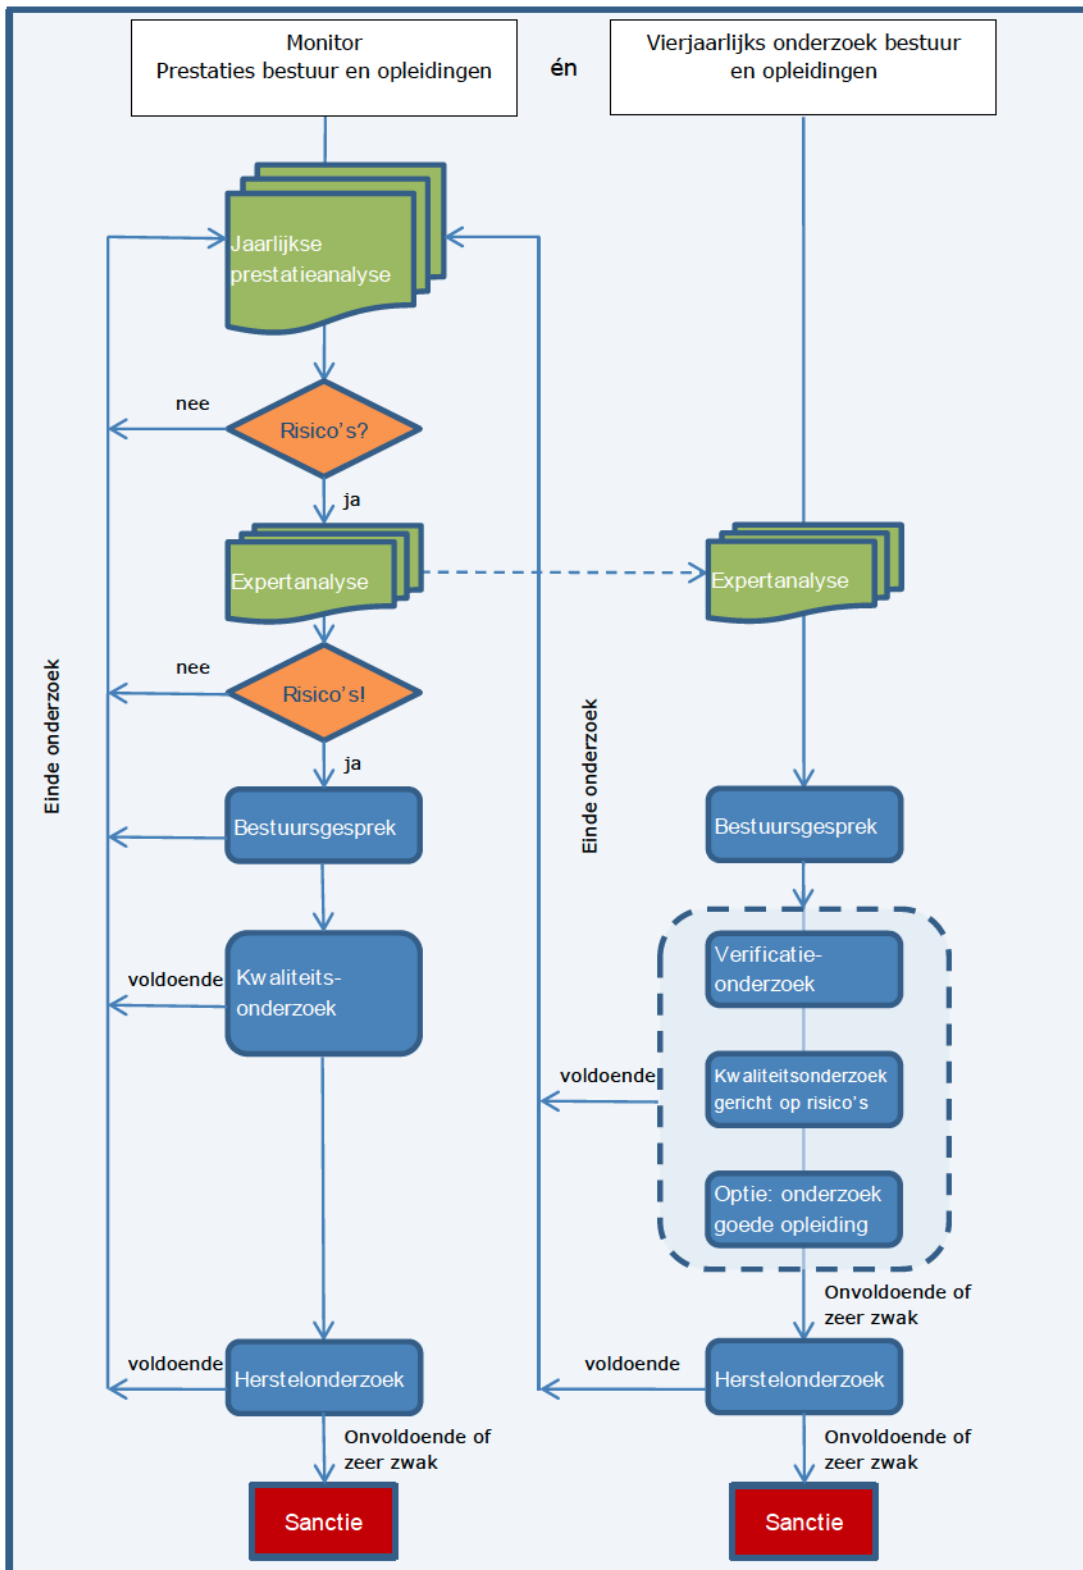 Monitor
Prestaties bestuur en opleidingen
én
Vierjaarlijks onderzoek bestuur
en opleidingen
Jaarlijkse
prestatieanalyse
nee
Risico's?
ja
Expertanalyse
Expertanalyse
nee
Risico's!
ja
Einde onderzoek
Einde onderzoek
Bestuursgesprek
Bestuursgesprek
voldoende
Kwaliteits-
onderzoek
Verificatie-
onderzoek
voldoende
Kwaliteitsonderzoek
gericht op risico's
Optie: onderzoek
goede opleiding
Onvoldoende of
zeer zwak
voldoende
Herstelonderzoek
voldoende
Herstelonderzoek
Onvoldoende of
zeer zwak
Onvoldoende of
zeer zwak
Sanctie
Sanctie